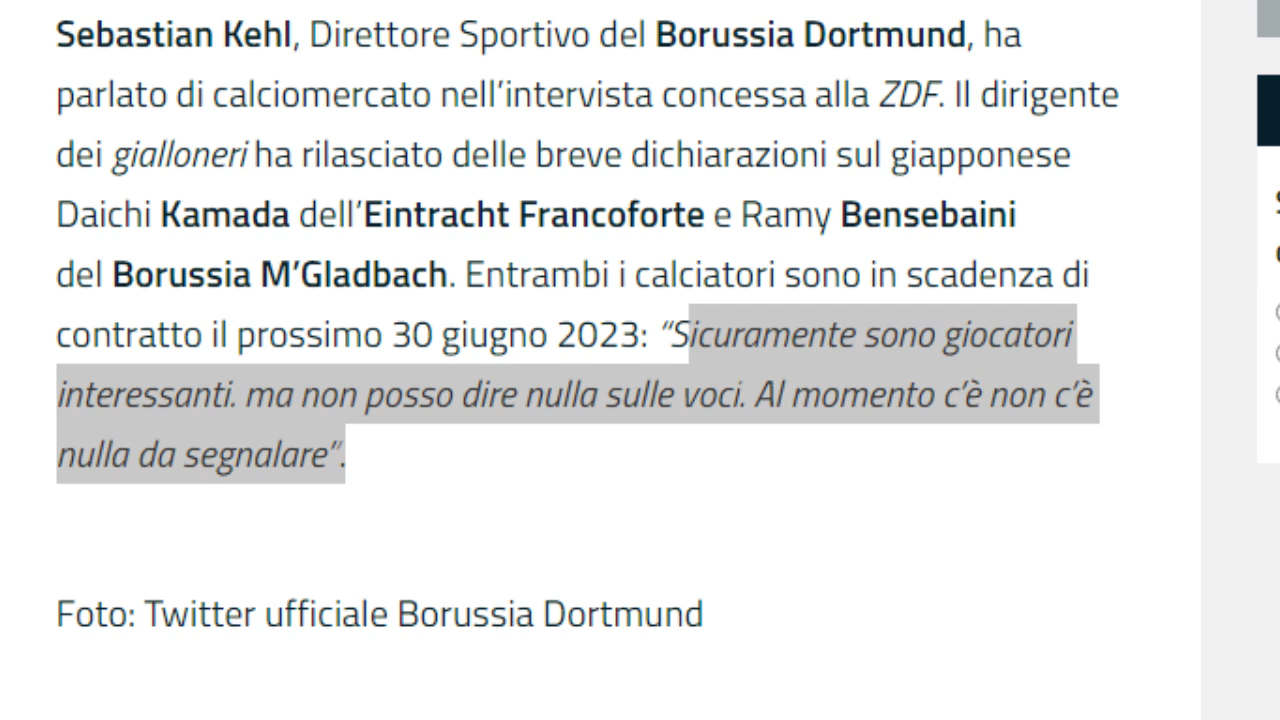 Sebastian Kehl, Direttore Sportivo del Borussia Dortmund, ha
parlato di calciomercato nell’intervista concessa alla ZDF. Il dirigente
dei gialloneri ha rilasciato delle breve dichiarazioni sul giapponese
Daichi Kamada dell’Eintracht Francoforte e Ramy Bensebaini
del Borussia M’Gladbach. Entrambi i calciatori sono in scadenza di
contratto il prossimo 30 giugno 2023: “Sicuramente sono giocatori
interessanti. ma non posso dire nulla sulle voci. Al momento c’è non c’è
nulla da segnalare”.
Foto: Twitter ufficiale Borussia Dortmund